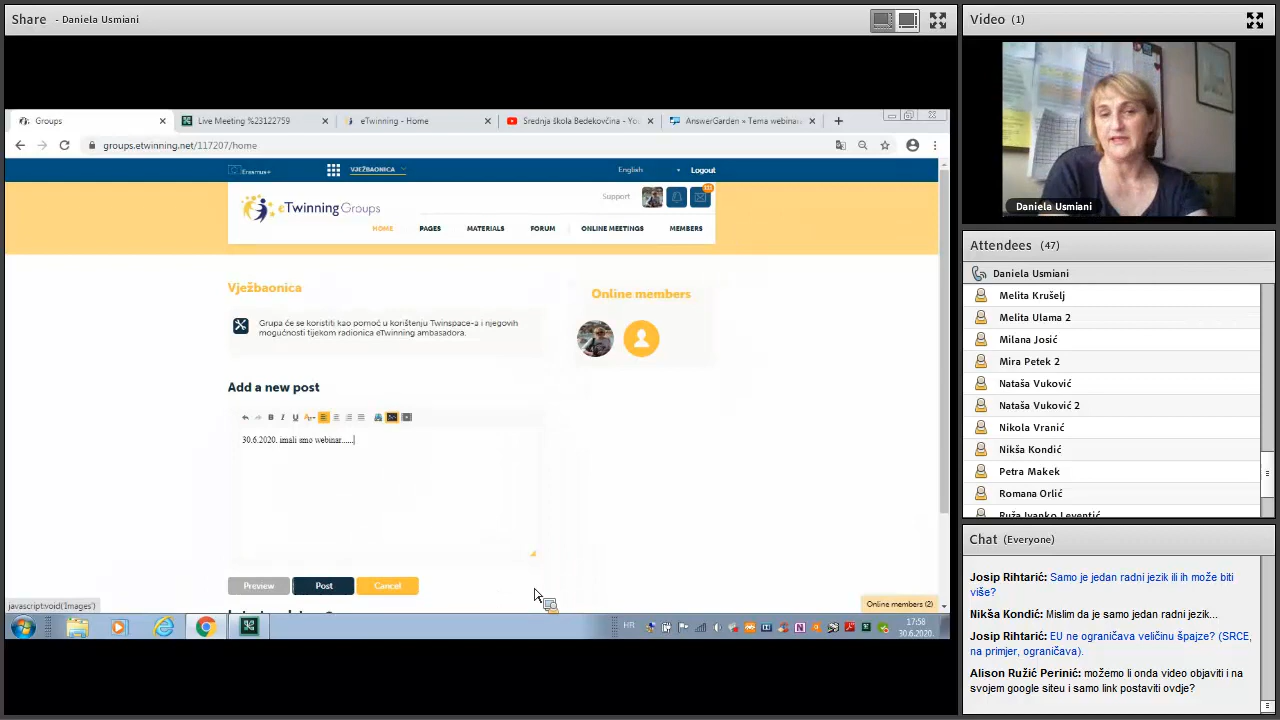 Share - Daniela Usmiani
Video (1)
Groups
Live Meeting %23122759
eTwinning - Home
Srednja škola Bedekovčina - Yo
AnswerGarden » Tema webinara
groups.etwinning.net/117207/home
Erasmus+
VJEŽBAONICA
English
Logout
eTwinning Groups
Support
HOME
PAGES
MATERIALS
FORUM
ONLINE MEETINGS
MEMBERS
Vježbaonica
Grupa će se koristiti kao pomoć u korištenju Twinspace-a i njegovih
mogućnosti tijekom radionica eTwinning ambasadora.
Online members
Add a new post
30.6.2020. imali smo webinar......
Preview
Post
Cancel
javascript:void('Images')
Online members (2)
HR
17:58
30.6.2020.
Daniela Usmiani
Attendees (47)
Daniela Usmiani
Melita Krušelj
Melita Ulama 2
Milana Josić
Mira Petek 2
Nataša Vuković
Nataša Vuković 2
Nikola Vranić
Nikša Kondić
Petra Makek
Romana Orlić
Ruža Ivanko Leventić
Chat (Everyone)
Josip Rihtarić: Samo je jedan radni jezik ili ih može biti
više?
Nikša Kondić: Mislim da je samo jedan radni jezik...
Josip Rihtarić: EU ne ograničava veličinu špajze? (SRCE,
na primjer, ograničava).
Alison Ružić Perinić: možemo li onda video objaviti i na
svojem google siteu i samo link postaviti ovdje?